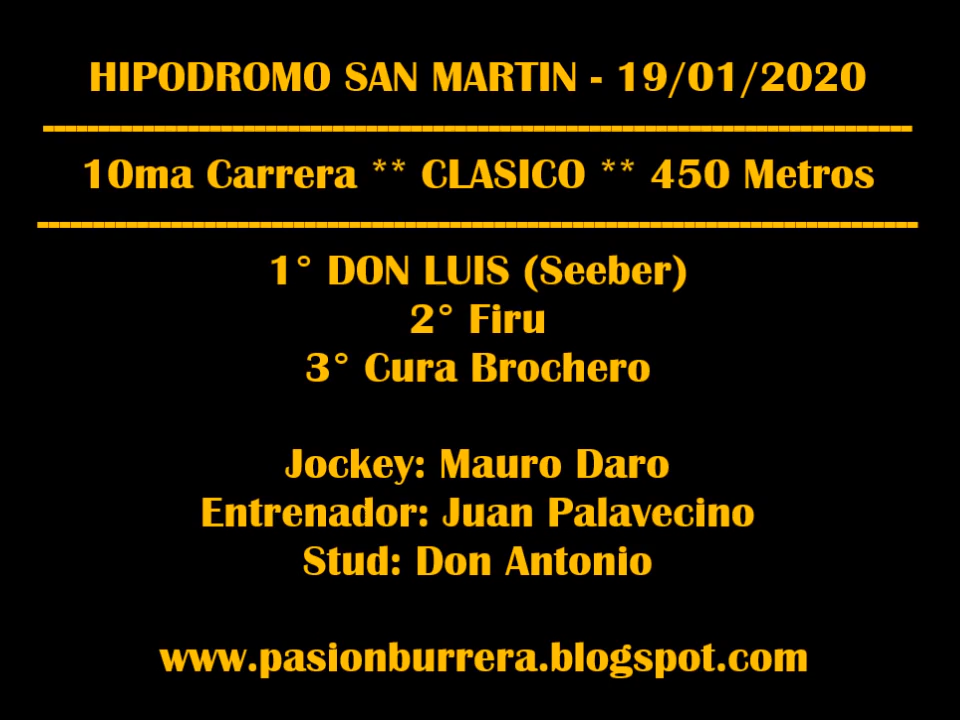 HIPODROMO SAN MARTIN - 19/01/2020
--------------------------------------------------------------------------------
10ma Carrera ** CLASICO ** 450 Metros
---------------------------------------------------------------------------------
1° DON LUIS (Seeber)
2° Firu
3° Cura Brochero
Jockey: Mauro Daro
Entrenador: Juan Palavecino
Stud: Don Antonio
www.pasionburrera.blogspot.com